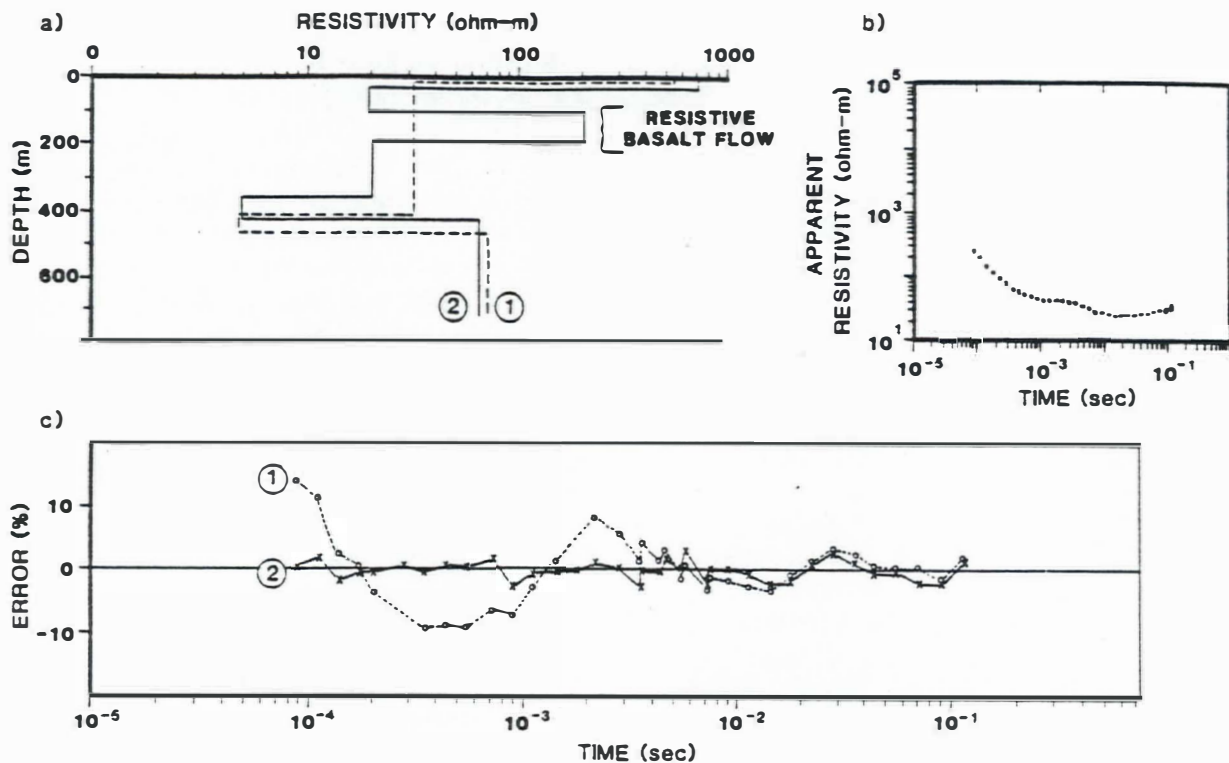 a)
RESISTIVITY (ohm-m)
0 10 100 1000
0
200
400
600
DEPTH (m)
RESISTIVE
BASALT FLOW
2 1
b)
10^5
10^3
10^1
APPARENT
RESISTIVITY (ohm-m)
10^-5 10^-3 10^-1
TIME (sec)
c)
1
2
10
0
-10
ERROR (%)
10^-5 10^-4 10^-3 10^-2 10^-1
TIME (sec)